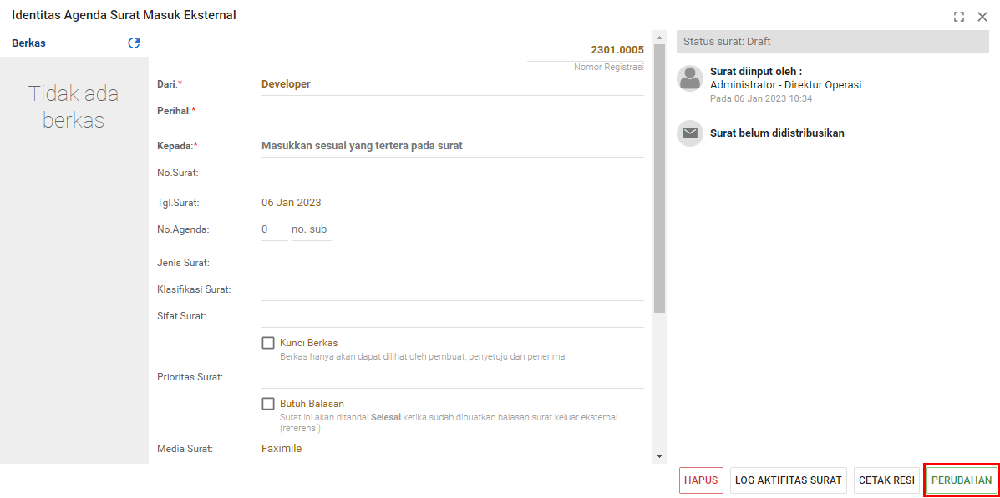 Identitas Agenda Surat Masuk Eksternal
Berkas
Tidak ada
berkas
2301.0005
Nomor Registrasi
Dari:* Developer
Perihal:*
Kepada:* Masukkan sesuai yang tertera pada surat
No.Surat:
Tgl.Surat: 06 Jan 2023
No.Agenda: 0 no. sub
Jenis Surat:
Klasifikasi Surat:
Sifat Surat:
Kunci Berkas
Berkas hanya akan dapat dilihat oleh pembuat, penyetuju dan penerima
Prioritas Surat:
Butuh Balasan
Surat ini akan ditandai Selesai ketika sudah dibuatkan balasan surat keluar eksternal
(referensi)
Media Surat: Faximile
Status surat: Draft
Surat diinput oleh :
Administrator - Direktur Operasi
Pada 06 Jan 2023 10:34
Surat belum didistribusikan
HAPUS LOG AKTIFITAS SURAT CETAK RESI PERUBAHAN